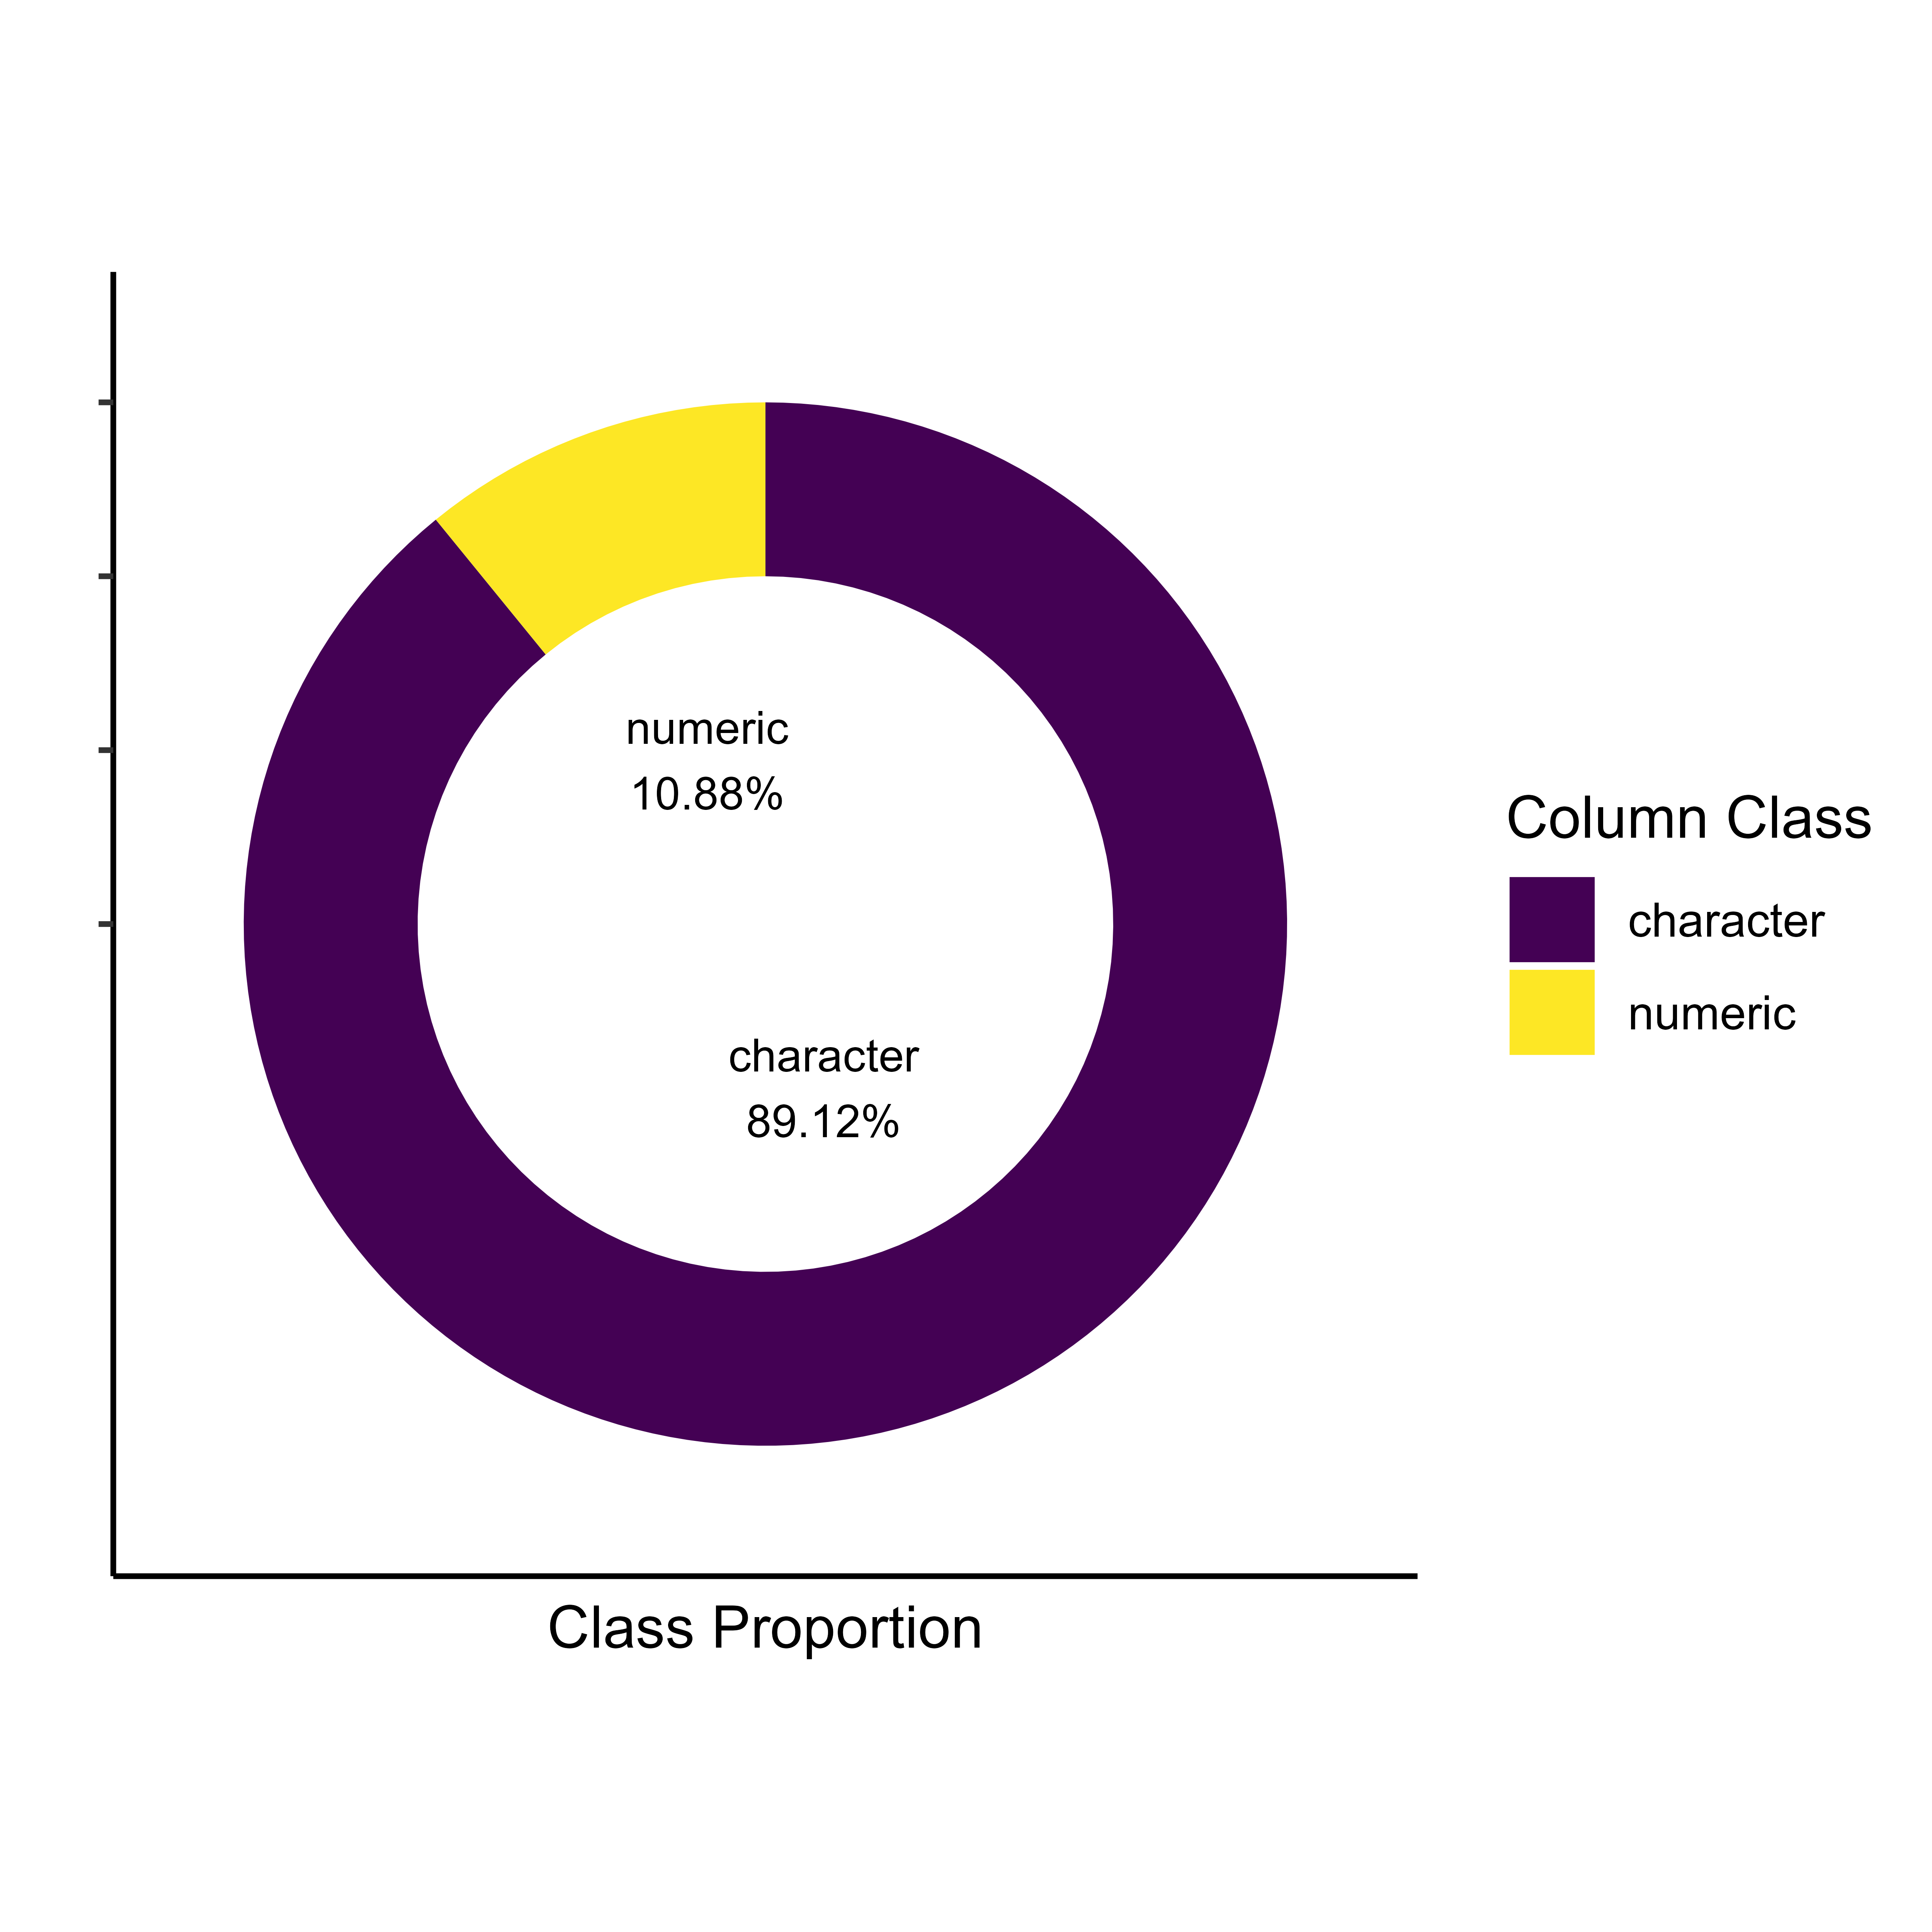 numeric
10.88%
character
89.12%
Class Proportion
Column Class
character
numeric